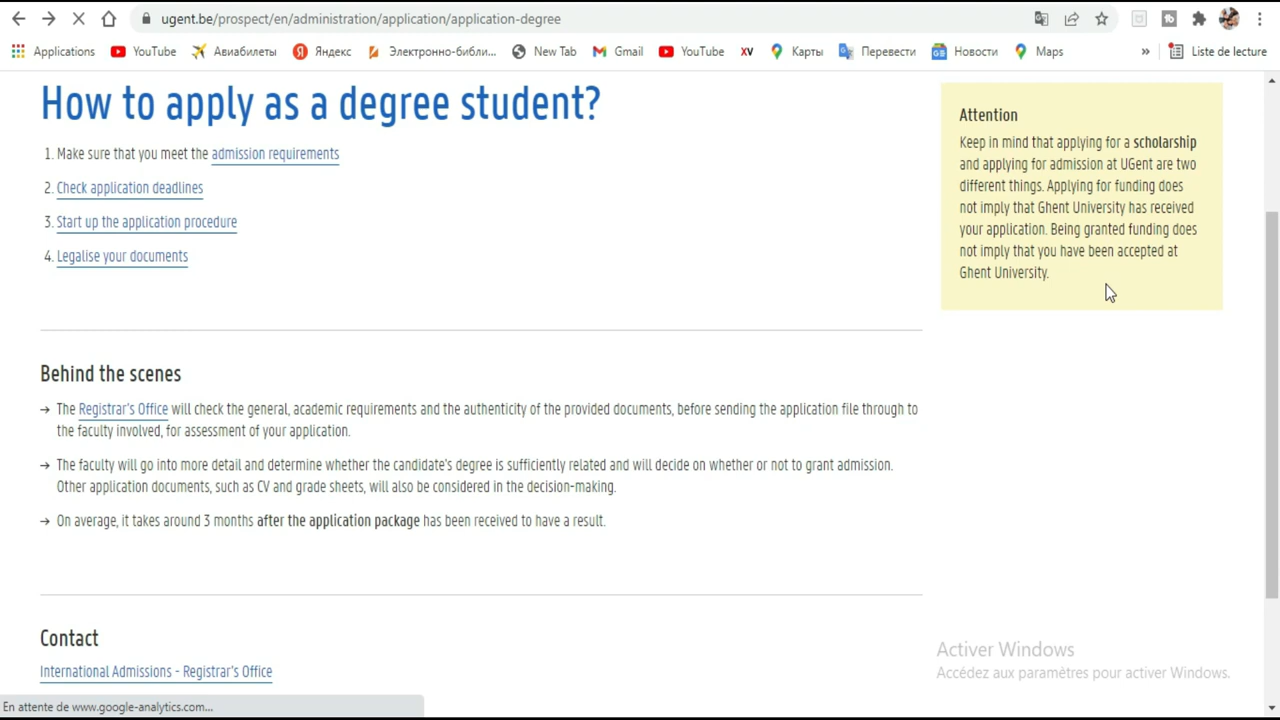 ugent.be/prospect/en/administration/application/application-degree
Applications YouTube Авиабилеты Яндекс Электронно-библи... New Tab Gmail YouTube XV Карты Перевести Новости Maps » Liste de lecture
How to apply as a degree student?
1. Make sure that you meet the admission requirements
2. Check application deadlines
3. Start up the application procedure
4. Legalise your documents
Attention
Keep in mind that applying for a scholarship
and applying for admission at UGent are two
different things. Applying for funding does
not imply that Ghent University has received
your application. Being granted funding does
not imply that you have been accepted at
Ghent University.
Behind the scenes
→ The Registrar's Office will check the general, academic requirements and the authenticity of the provided documents, before sending the application file through to
the faculty involved, for assessment of your application.
→ The faculty will go into more detail and determine whether the candidate's degree is sufficiently related and will decide on whether or not to grant admission.
Other application documents, such as CV and grade sheets, will also be considered in the decision-making.
→ On average, it takes around 3 months after the application package has been received to have a result.
Contact
International Admissions - Registrar's Office
Activer Windows
Accédez aux paramètres pour activer Windows.
En attente de www.google-analytics.com...